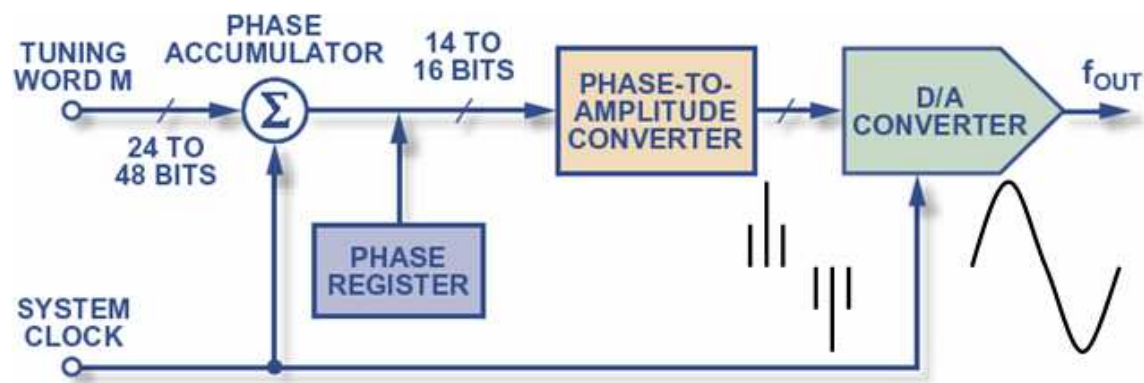 TUNING
WORD M
24 TO
48 BITS
PHASE
ACCUMULATOR
Σ
14 TO
16 BITS
PHASE
REGISTER
PHASE-TO-
AMPLITUDE
CONVERTER
D/A
CONVERTER
fOUT
SYSTEM
CLOCK